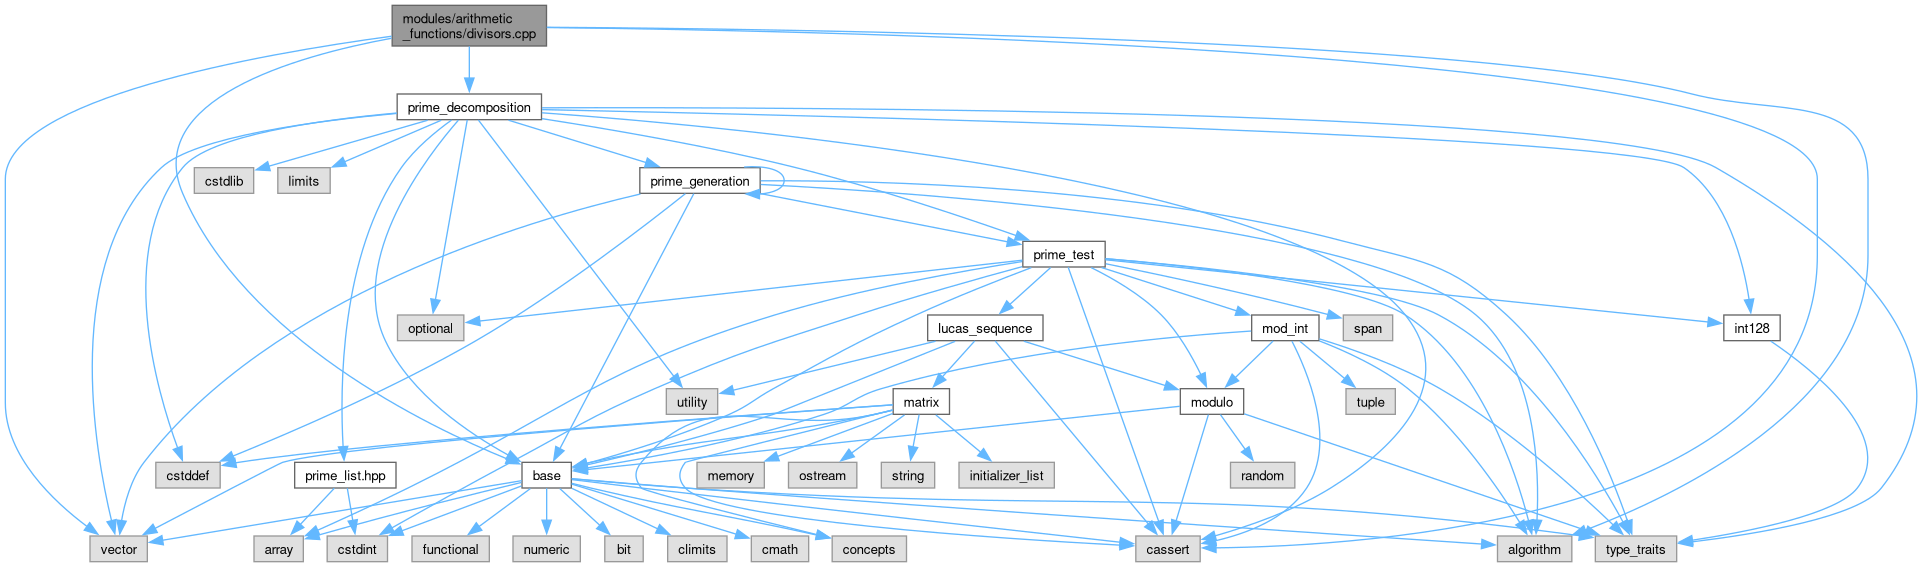 modules/arithmetic
_functions/divisors.cpp
prime_decomposition
cstdlib
limits
prime_generation
prime_test
optional
lucas_sequence
mod_int
span
int128
utility
matrix
modulo
tuple
cstddef
prime_list.hpp
base
memory
ostream
string
initializer_list
random
vector
array
cstdint
functional
numeric
bit
climits
cmath
concepts
cassert
algorithm
type_traits